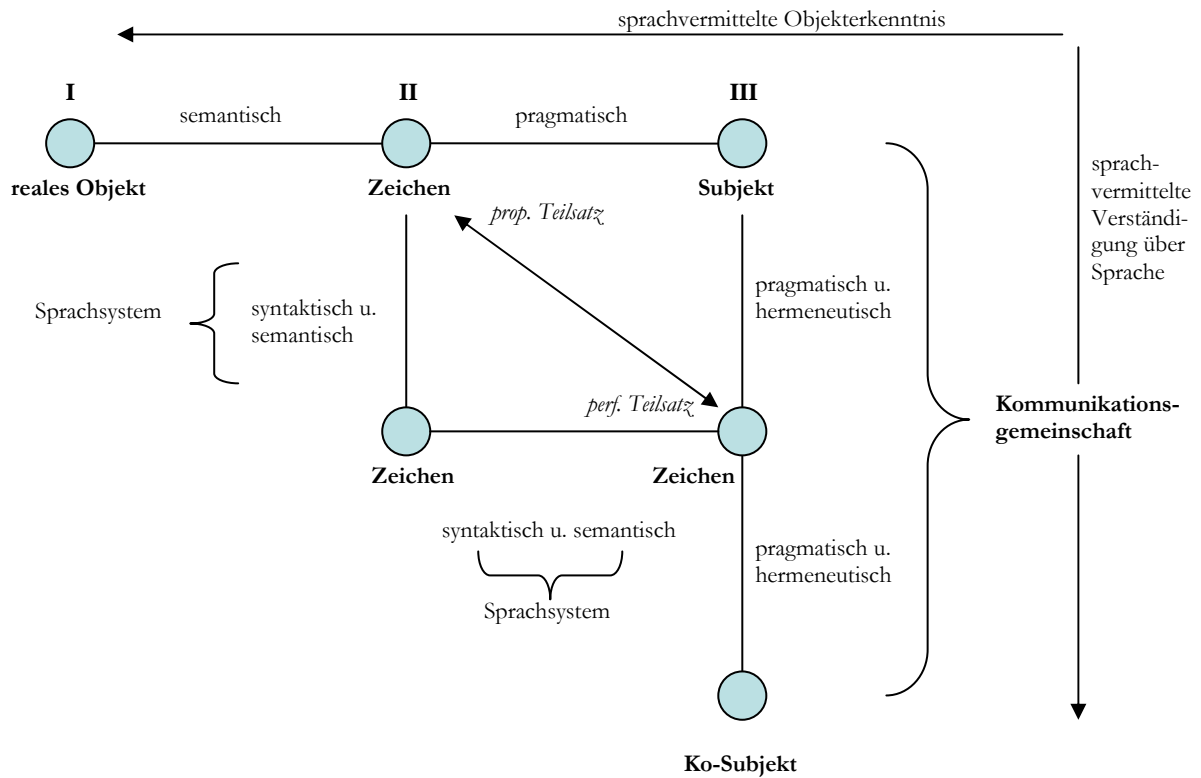 sprachvermittelte Objekterkenntnis
I
II
III
semantisch
pragmatisch
reales Objekt
Zeichen
Subjekt
sprach-
vermittelte
Verständi-
gung über
Sprache
prop. Teilsatz
Sprachsystem
syntaktisch u.
semantisch
pragmatisch u.
hermeneutisch
perf. Teilsatz
Kommunikations-
gemeinschaft
Zeichen
Zeichen
syntaktisch u. semantisch
Sprachsystem
pragmatisch u.
hermeneutisch
Ko-Subjekt